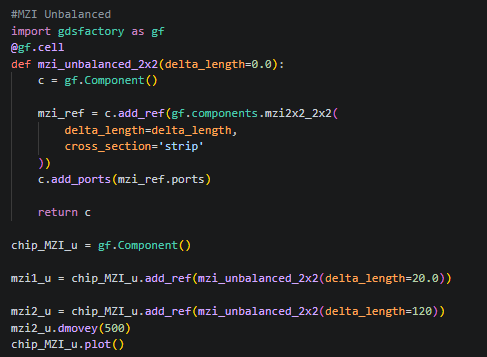 #MZI Unbalanced
import gdsfactory as gf
@gf.cell
def mzi_unbalanced_2x2(delta_length=0.0):
    c = gf.Component()

    mzi_ref = c.add_ref(gf.components.mzi2x2_2x2(
        delta_length=delta_length,
        cross_section='strip'
    ))
    c.add_ports(mzi_ref.ports)

    return c

chip_MZI_u = gf.Component()

mzi1_u = chip_MZI_u.add_ref(mzi_unbalanced_2x2(delta_length=20.0))

mzi2_u = chip_MZI_u.add_ref(mzi_unbalanced_2x2(delta_length=120))
mzi2_u.dmovey(500)
chip_MZI_u.plot()